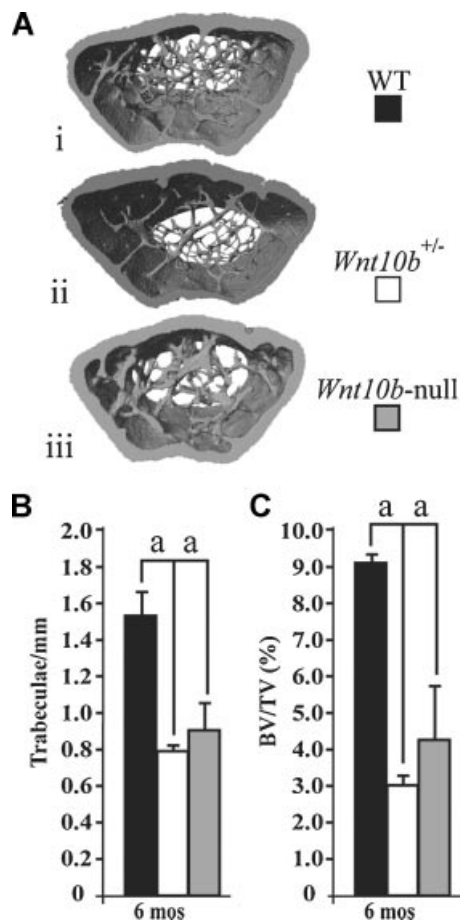 A
i
WT
ii
Wnt10b+/-
iii
Wnt10b-null
B
C
Trabeculae/mm
2.0
1.8
1.6
1.4
1.2
1.0
0.8
0.6
0.4
0.2
0
a a
6 mos
BV/TV (%)
10.0
9.0
8.0
7.0
6.0
5.0
4.0
3.0
2.0
1.0
0
a a
6 mos